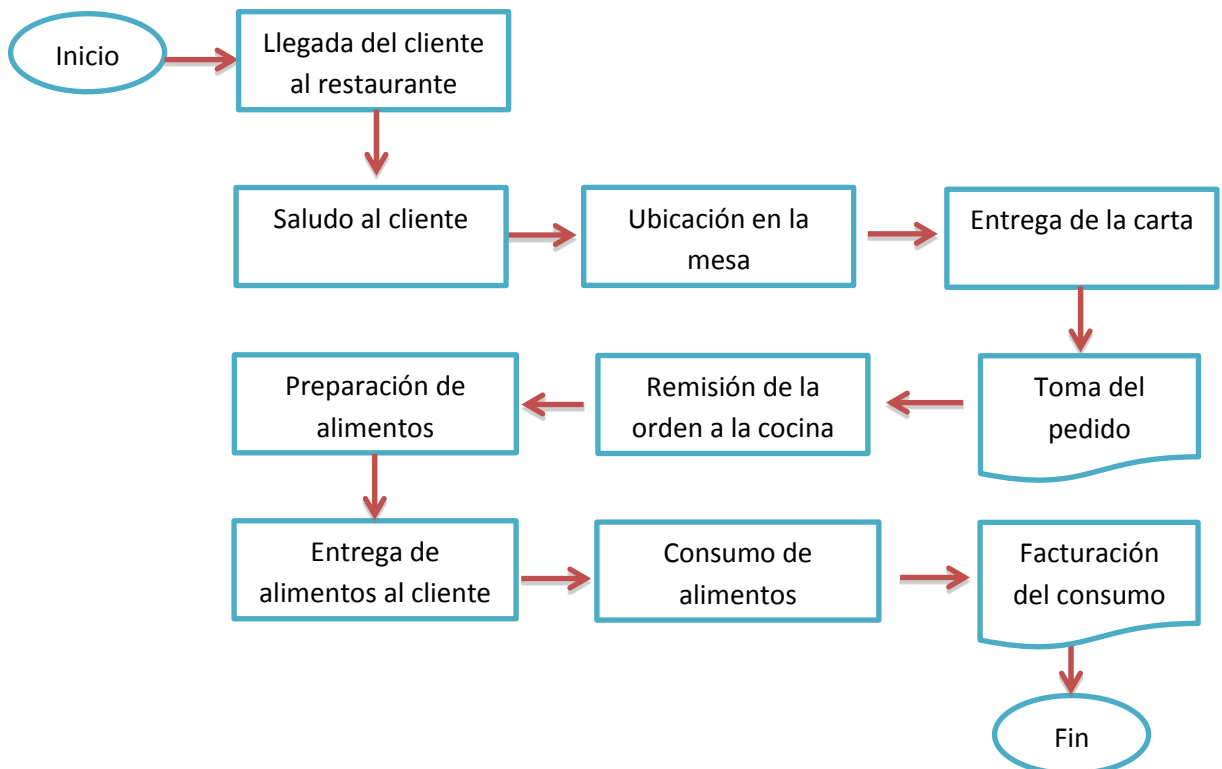 Inicio
Llegada del cliente
al restaurante
Saludo al cliente
Ubicación en la
mesa
Entrega de la carta
Toma del
pedido
Remisión de la
orden a la cocina
Preparación de
alimentos
Entrega de
alimentos al cliente
Consumo de
alimentos
Facturación
del consumo
Fin